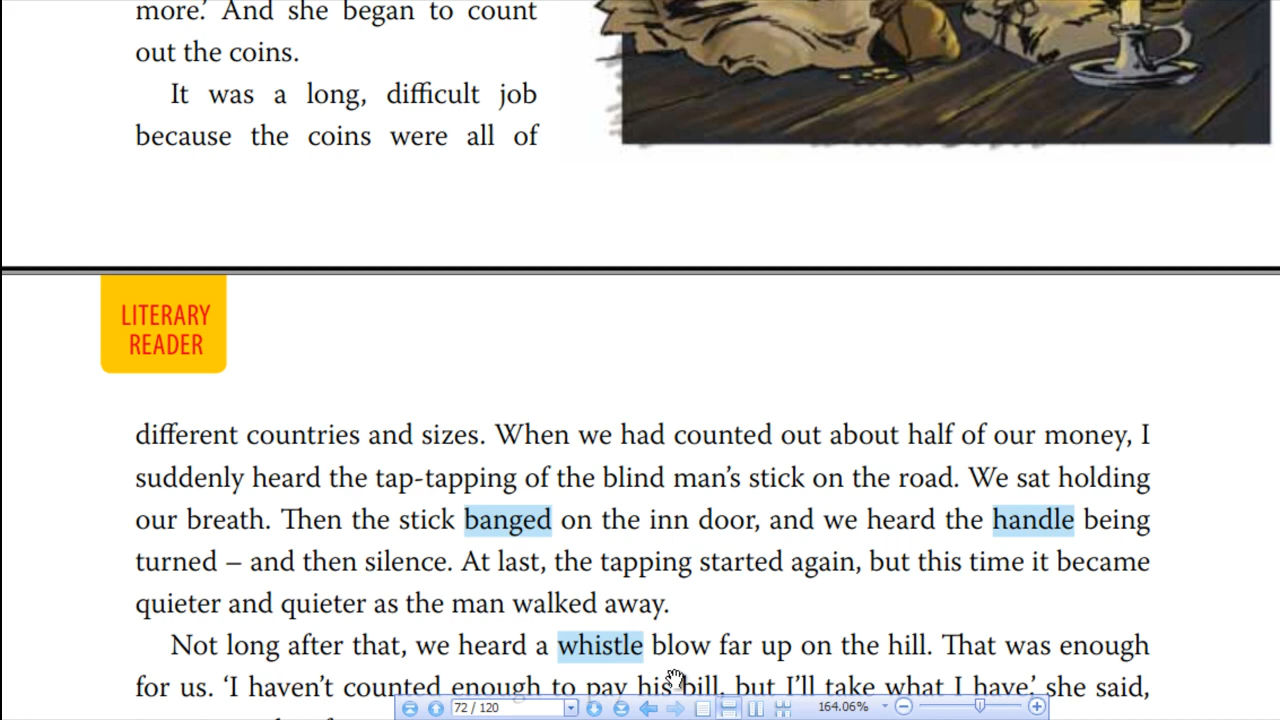 more.’ And she began to count
out the coins.
It was a long, difficult job
because the coins were all of
LITERARY
READER
different countries and sizes. When we had counted out about half of our money, I
suddenly heard the tap-tapping of the blind man’s stick on the road. We sat holding
our breath. Then the stick banged on the inn door, and we heard the handle being
turned – and then silence. At last, the tapping started again, but this time it became
quieter and quieter as the man walked away.
Not long after that, we heard a whistle blow far up on the hill. That was enough
for us. ‘I haven’t counted enough to pay his bill, but I’ll take what I have,’ she said,
72 / 120
164.06%